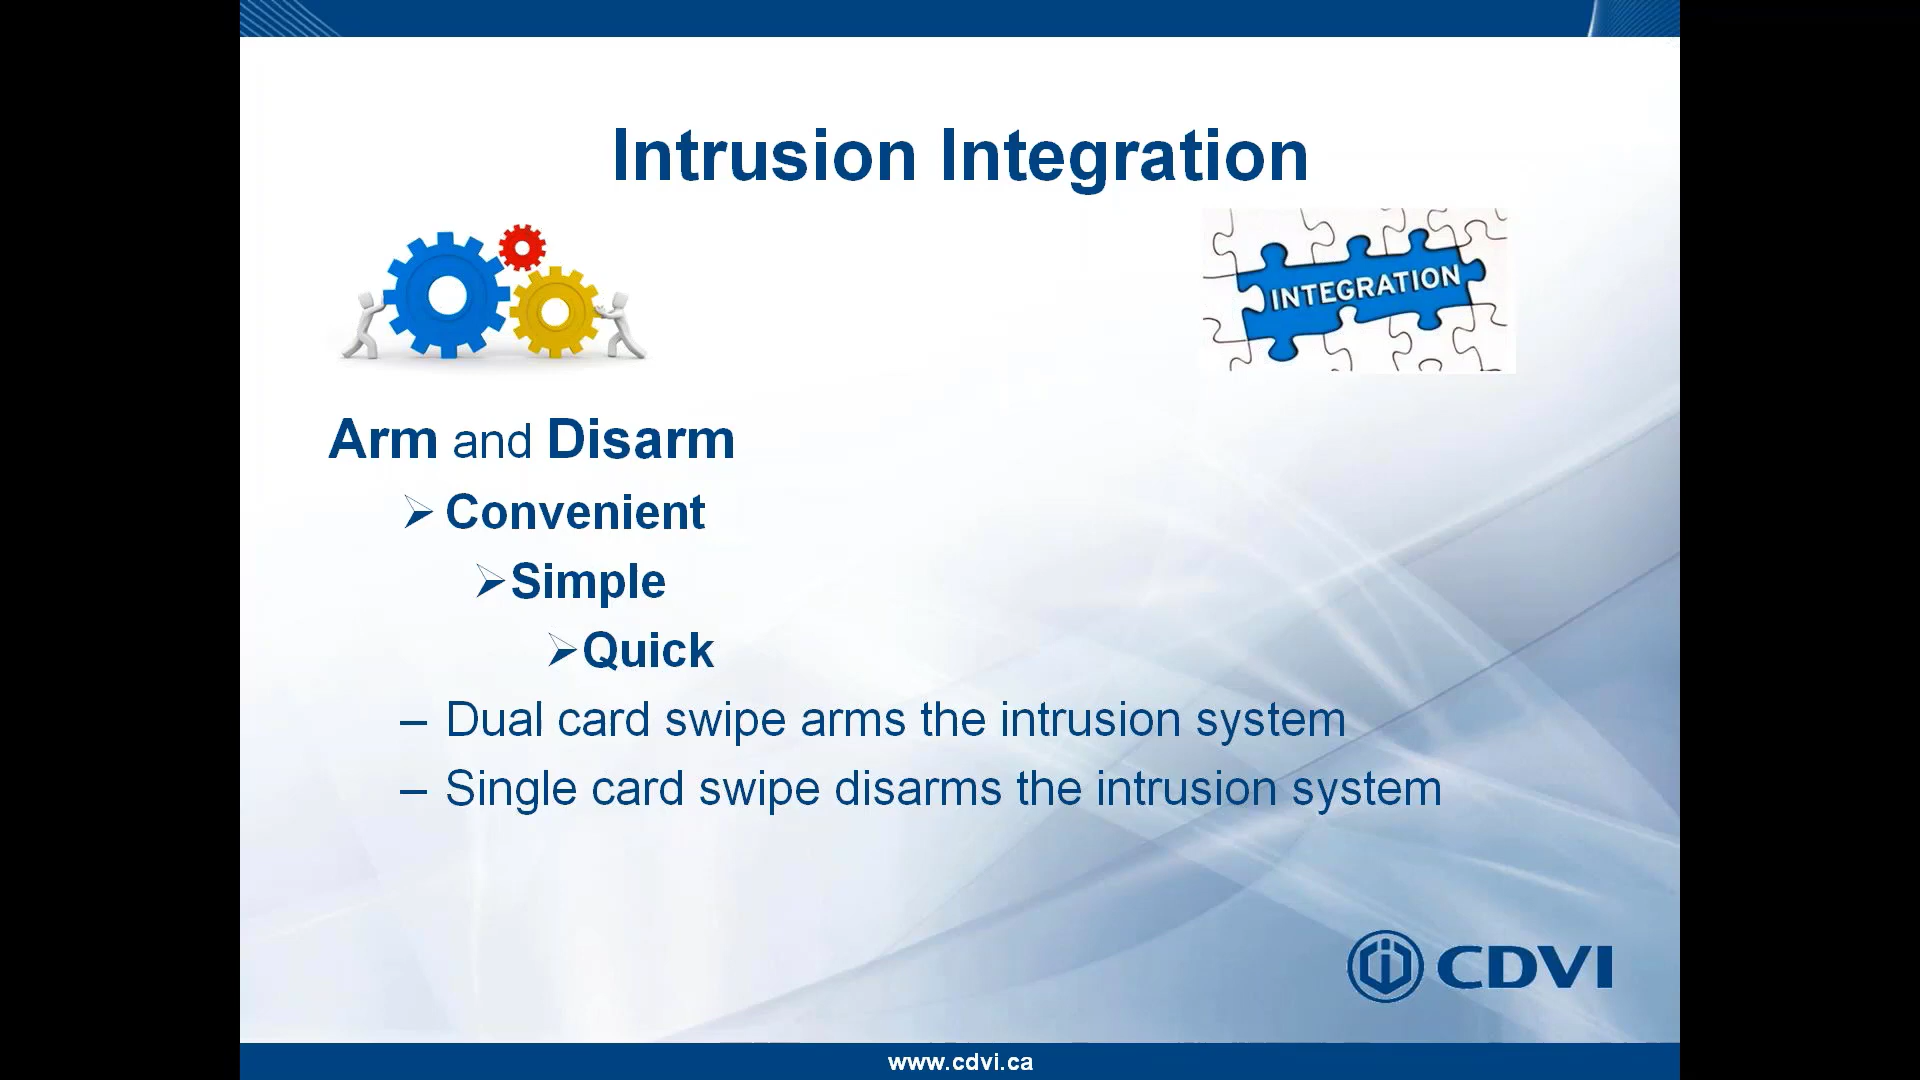 Intrusion Integration
INTEGRATION
Arm and Disarm
➢ Convenient
➢ Simple
➢ Quick
– Dual card swipe arms the intrusion system
– Single card swipe disarms the intrusion system
CDVI
www.cdvi.ca